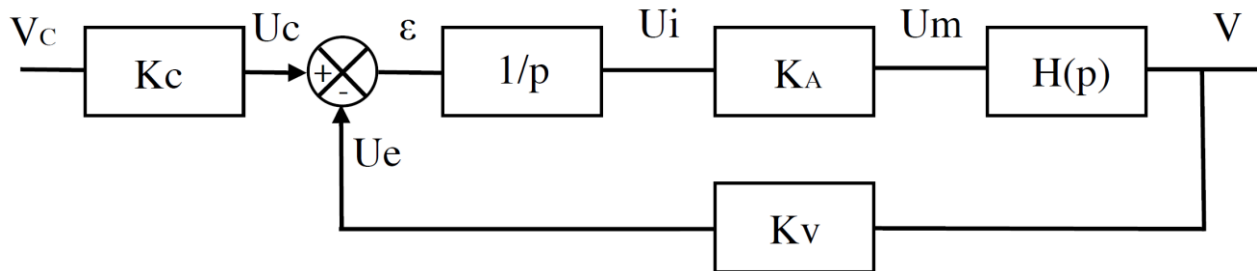 Vc Uc ε Ui Um V
Kc + - 1/p KA H(p)
Ue
Kv